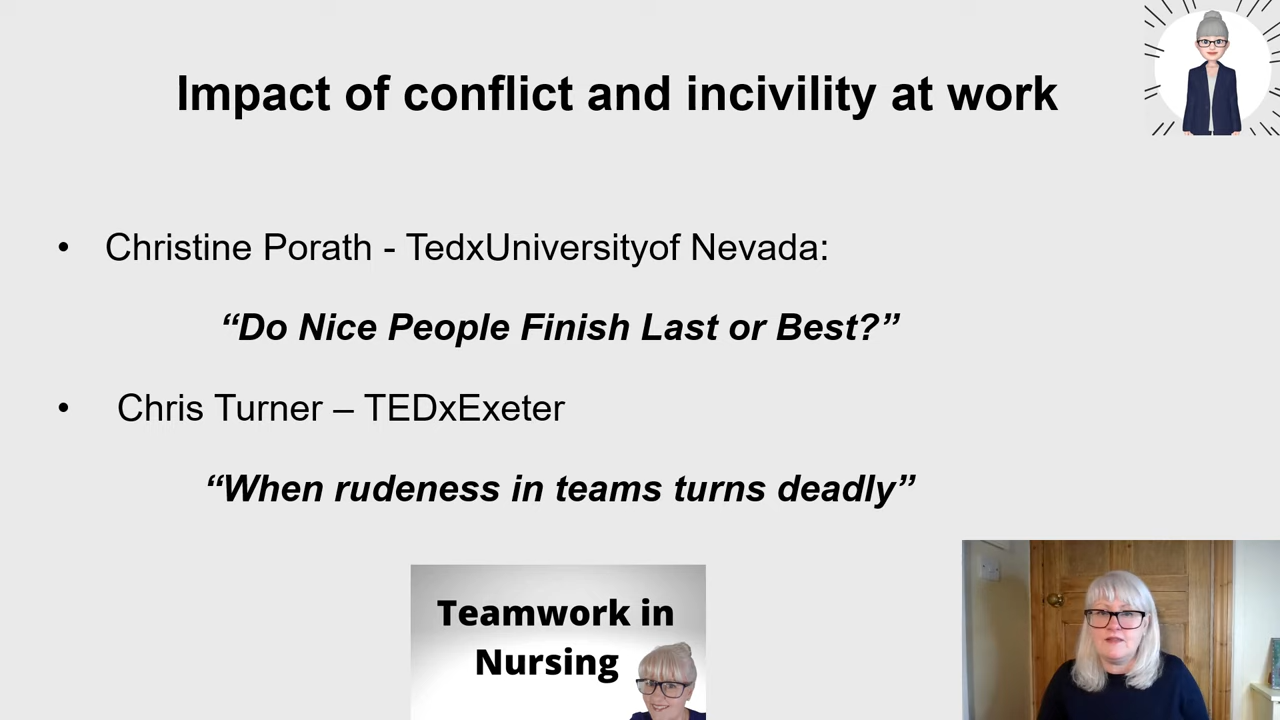 Impact of conflict and incivility at work
• Christine Porath - TedxUniversityof Nevada:
“Do Nice People Finish Last or Best?”
• Chris Turner – TEDxExeter
“When rudeness in teams turns deadly”
Teamwork in
Nursing